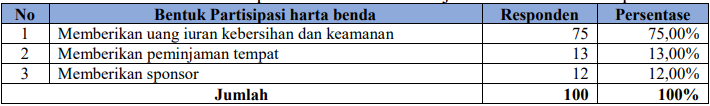 No Bentuk Partisipasi harta benda Responden Persentase
1 Memberikan uang iuran kebersihan dan keamanan 75 75,00%
2 Memberikan peminjaman tempat 13 13,00%
3 Memberikan sponsor 12 12,00%
Jumlah 100 100%